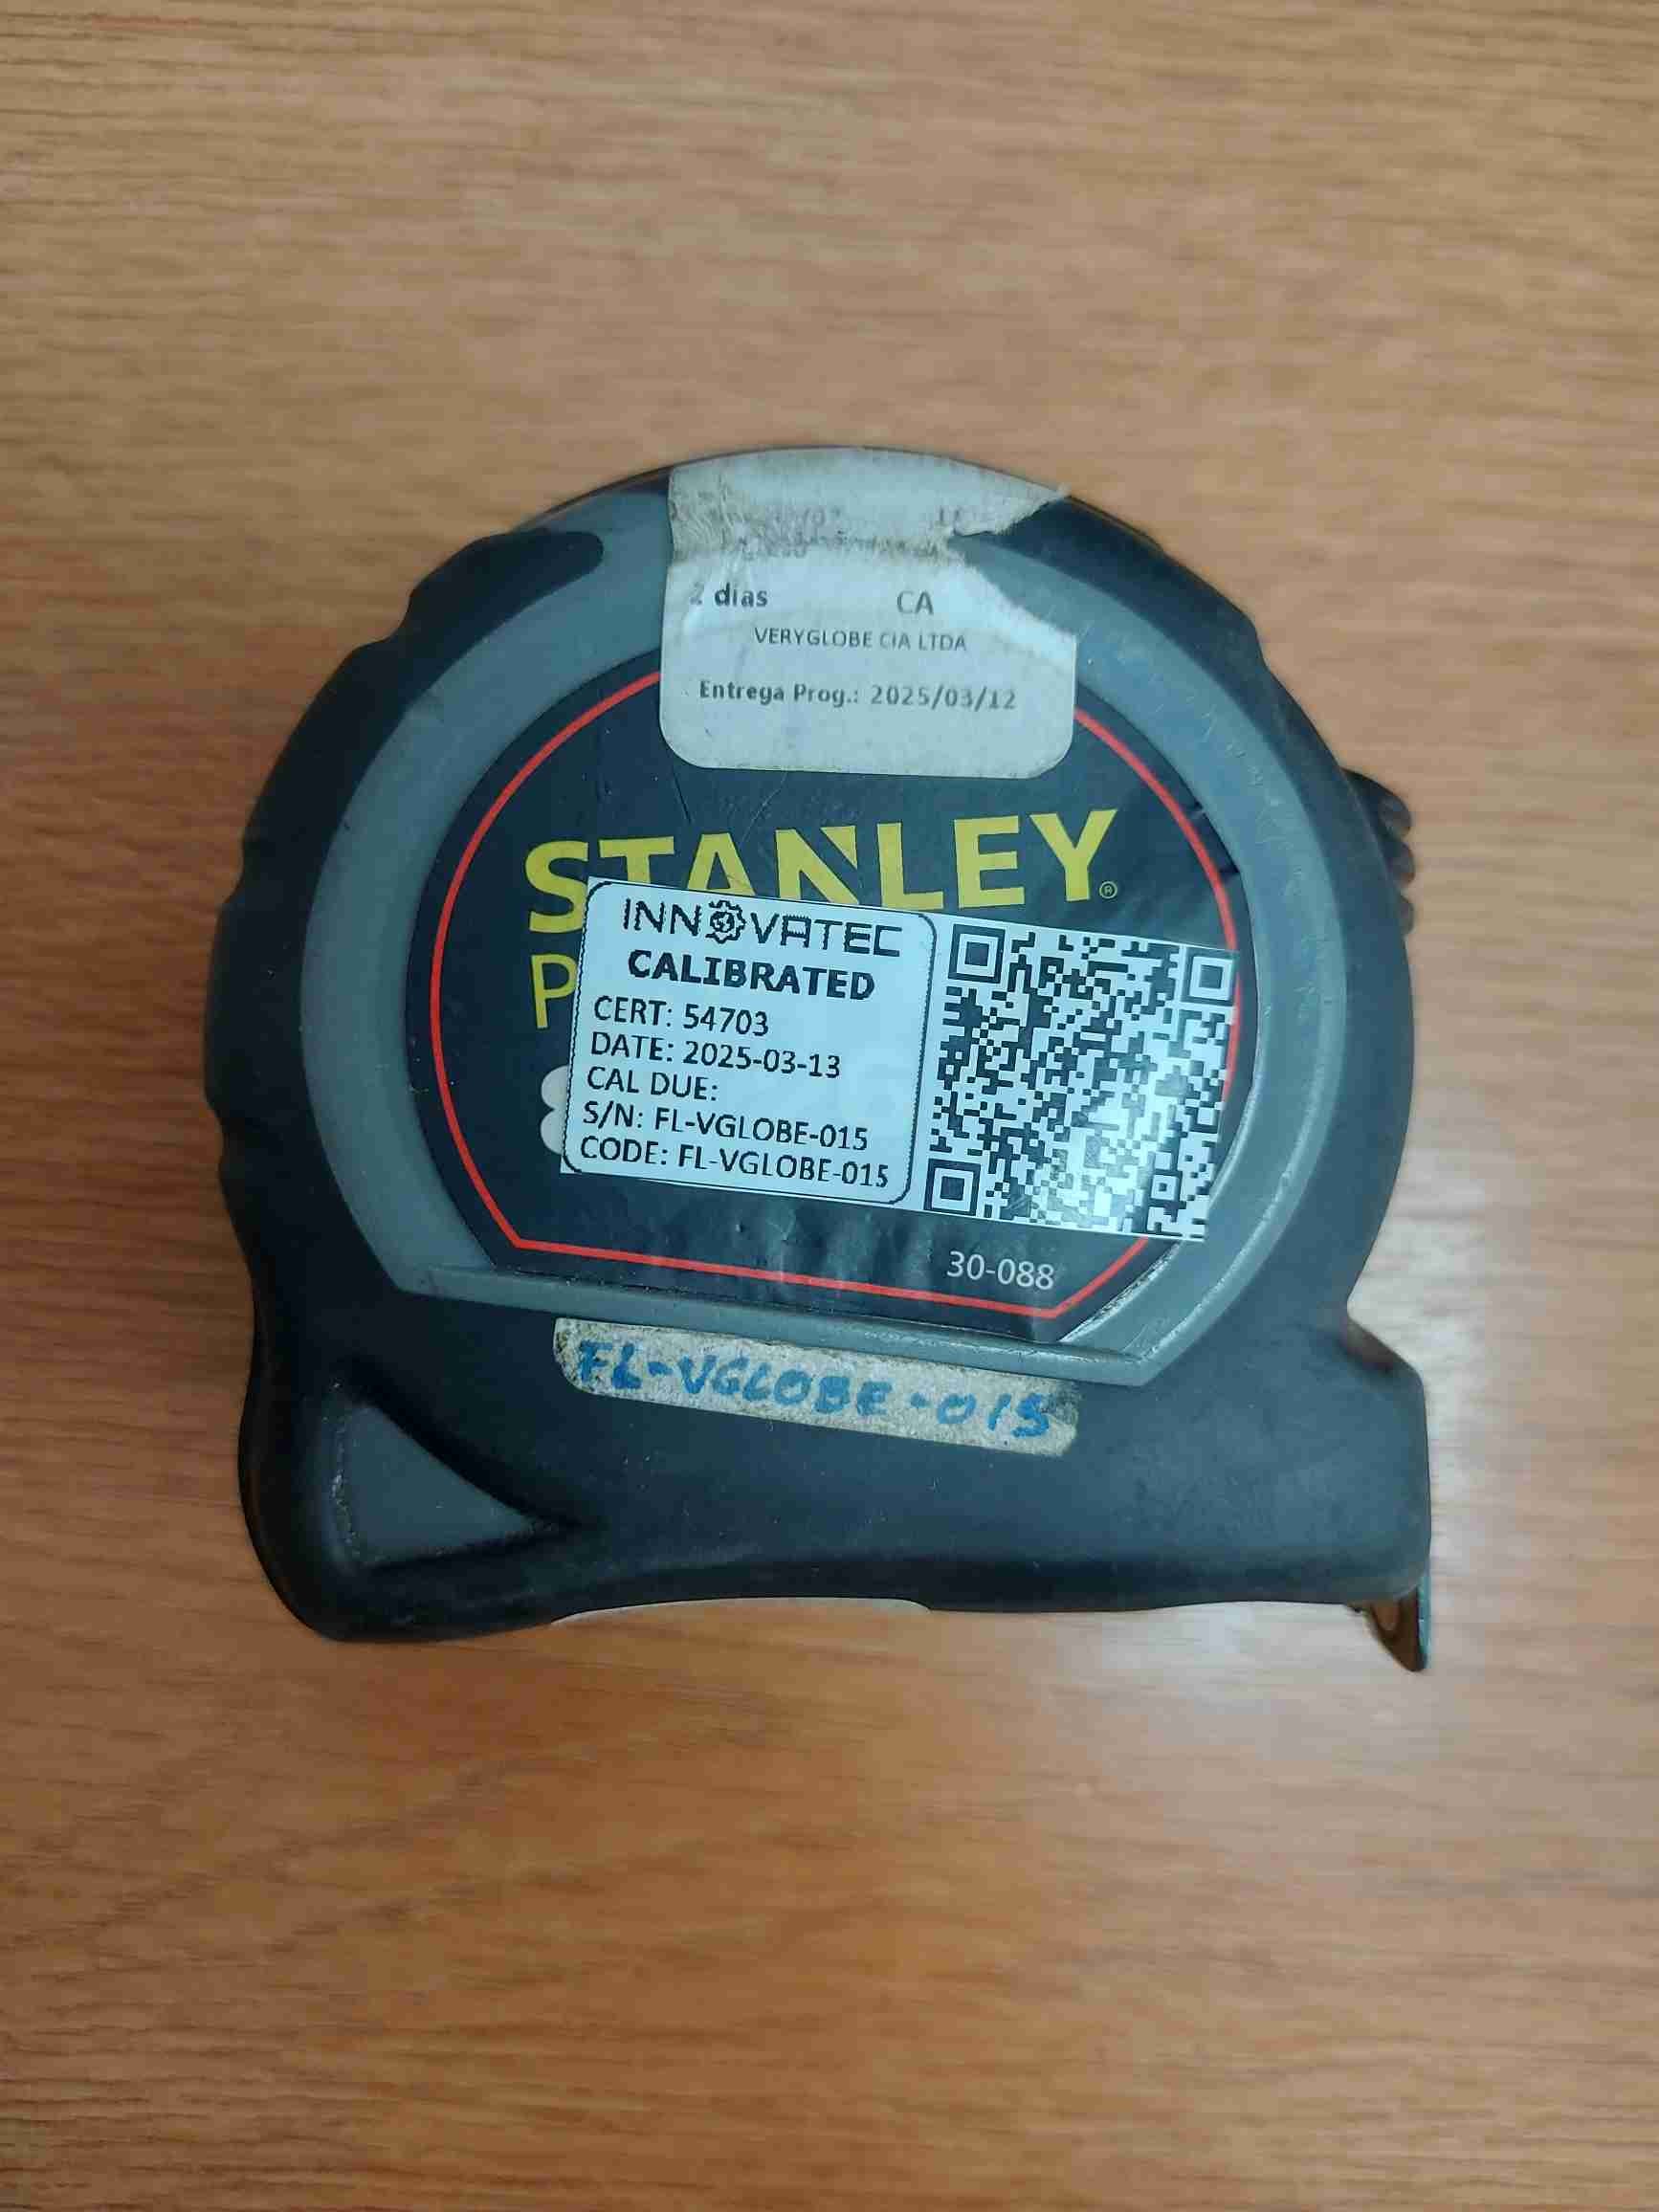 2 dias CA
VERYGLOBE CIA LTDA
Entrega Prog.: 2025/03/12
STANLEY®
P
8
INNOVATEC
CALIBRATED
CERT: 54703
DATE: 2025-03-13
CAL DUE:
S/N: FL-VGLOBE-015
CODE: FL-VGLOBE-015
30-088
FL-VGLOBE-015